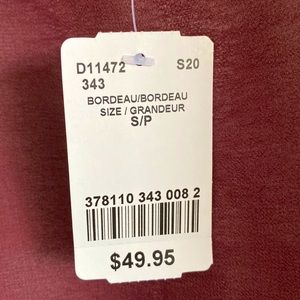 D11472 S20
343
BORDEAU/BORDEAU
SIZE / GRANDEUR
S/P
378110 343 008 2
$49.95